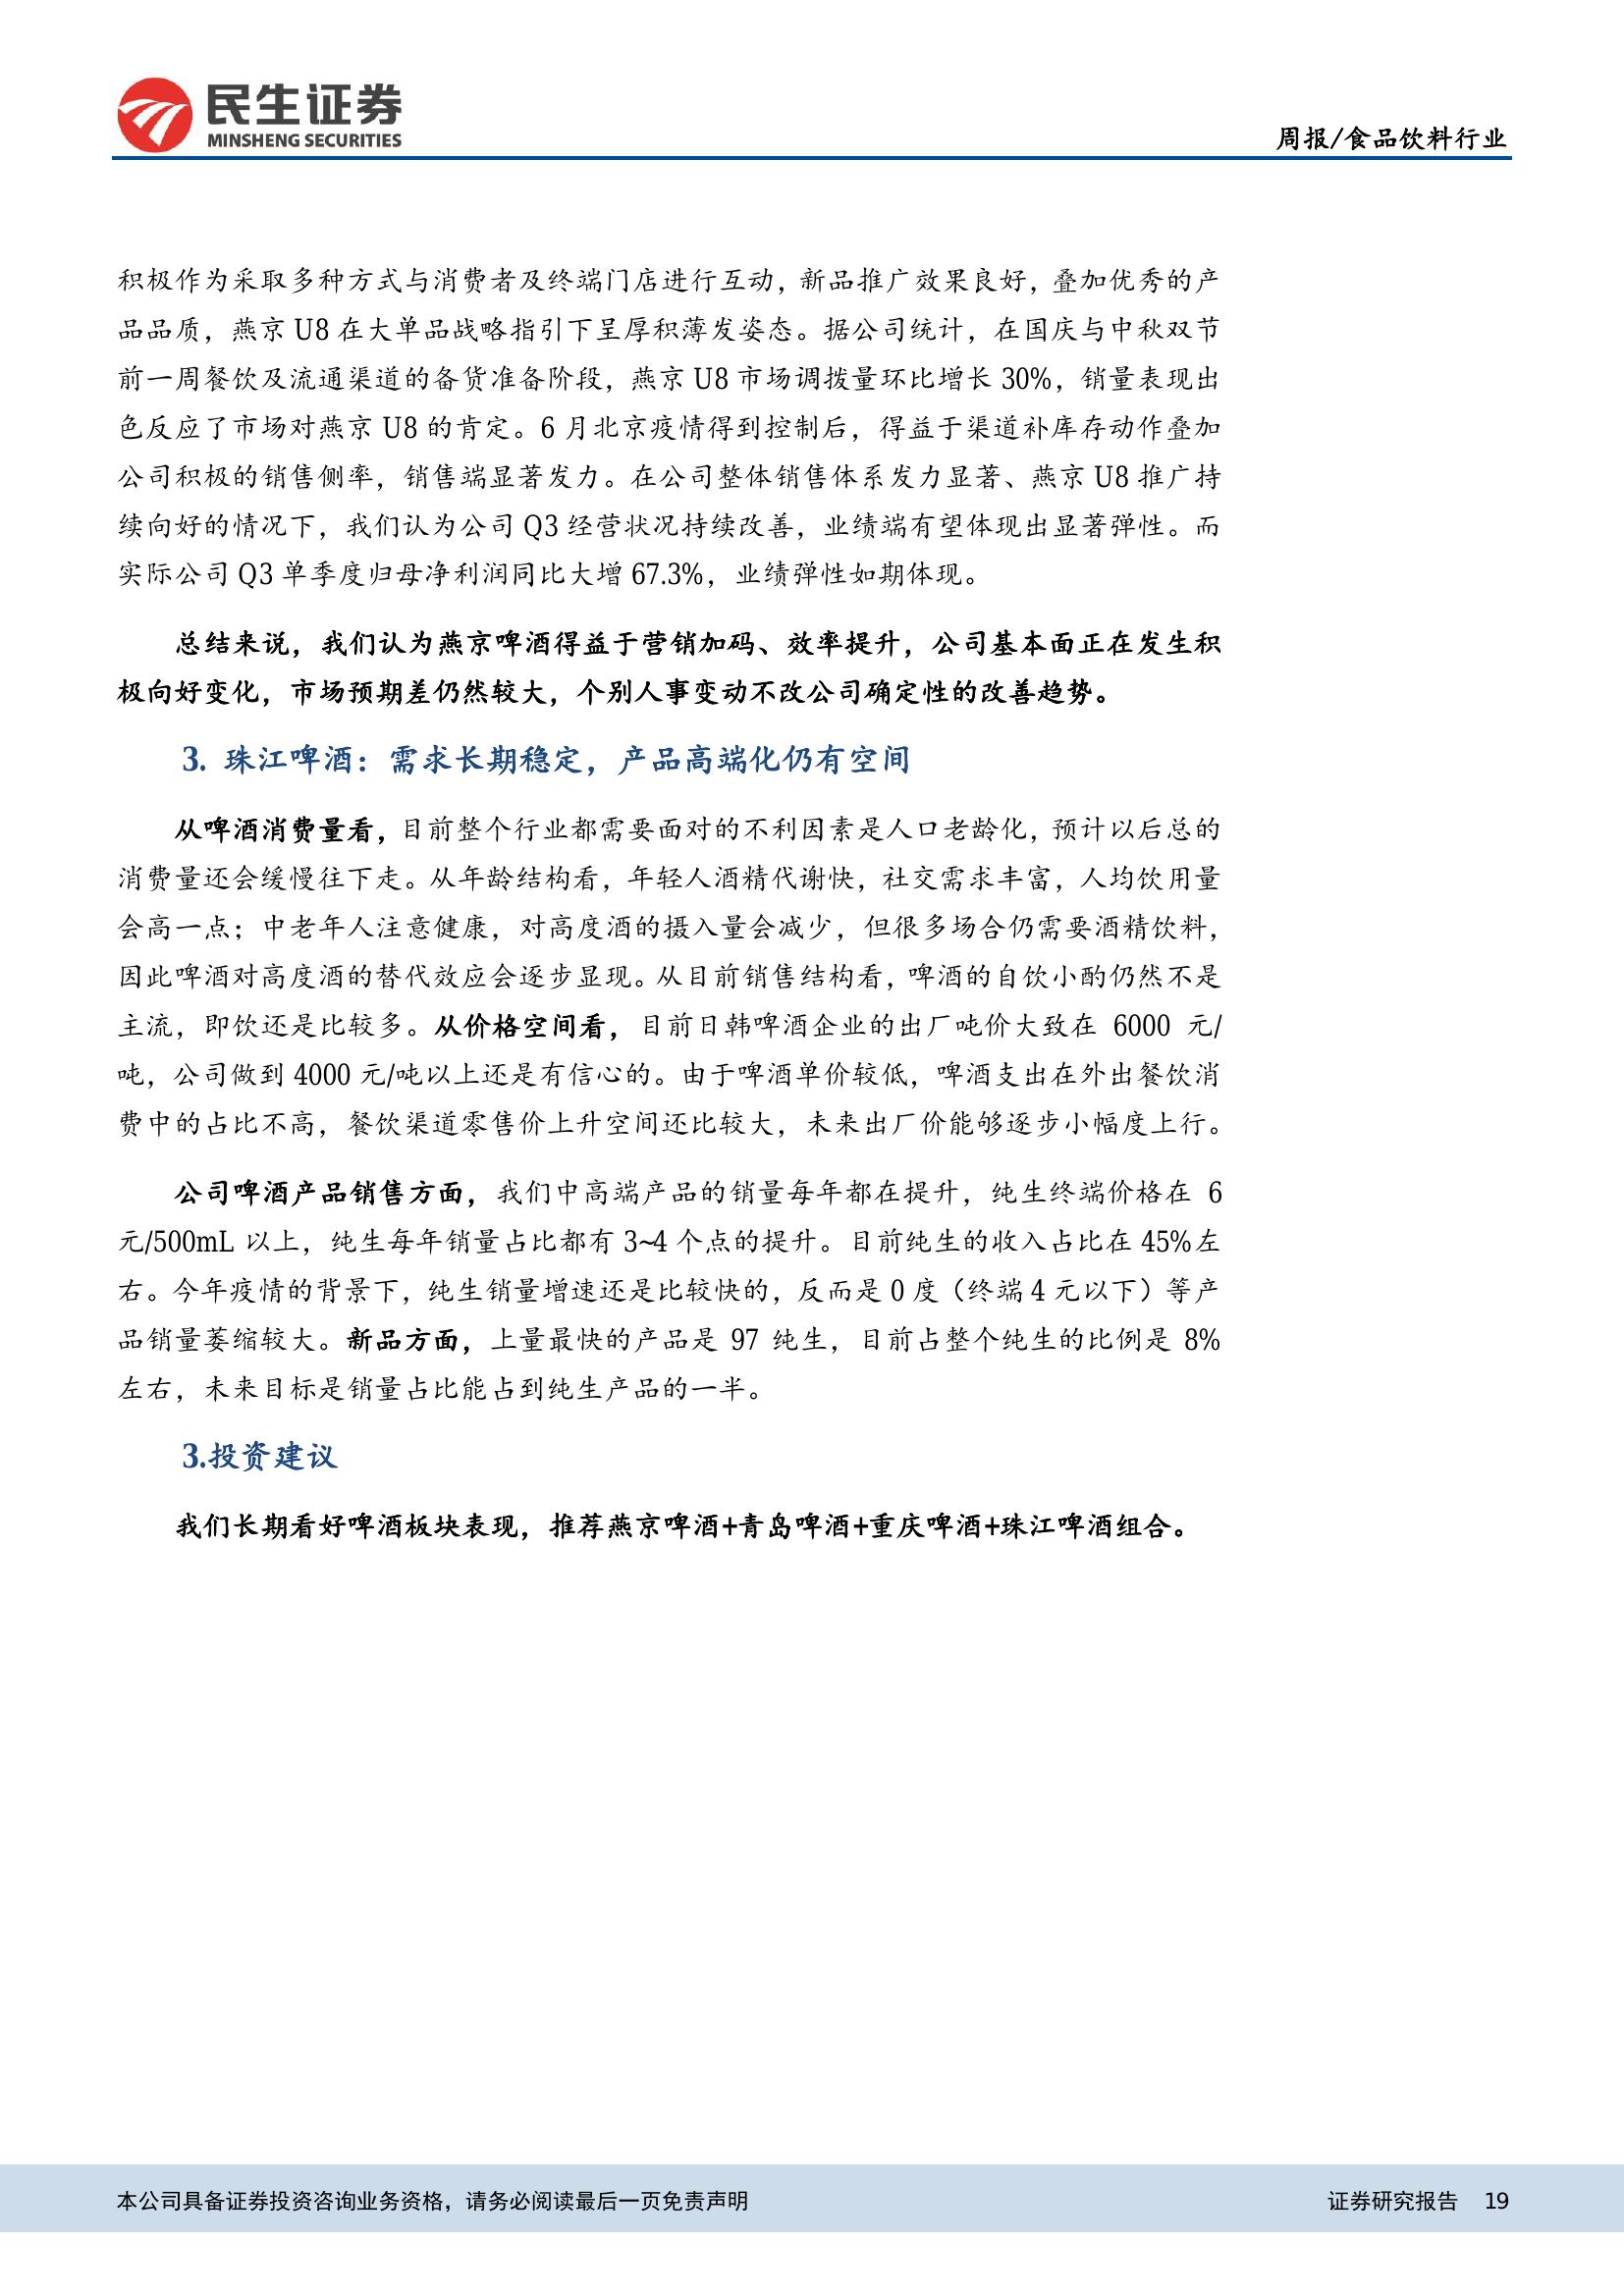 民生证券
MINSHENG SECURITIES
周报/食品饮料行业
积极作为采取多种方式与消费者及终端门店进行互动，新品推广效果良好，叠加优秀的产
品品质，燕京 U8 在大单品战略指引下呈厚积薄发姿态。据公司统计，在国庆与中秋双节
前一周餐饮及流通渠道的备货准备阶段，燕京 U8 市场调拨量环比增长 30%，销量表现出
色反应了市场对燕京 U8 的肯定。6 月北京疫情得到控制后，得益于渠道补库存动作叠加
公司积极的销售侧率，销售端显著发力。在公司整体销售体系发力显著、燕京 U8 推广持
续向好的情况下，我们认为公司 Q3 经营状况持续改善，业绩端有望体现出显著弹性。而
实际公司 Q3 单季度归母净利润同比大增 67.3%，业绩弹性如期体现。
总结来说，我们认为燕京啤酒得益于营销加码、效率提升，公司基本面正在发生积
极向好变化，市场预期差仍然较大，个别人事变动不改公司确定性的改善趋势。
3. 珠江啤酒：需求长期稳定，产品高端化仍有空间
从啤酒消费量看，目前整个行业都需要面对的不利因素是人口老龄化，预计以后总的
消费量还会缓慢往下走。从年龄结构看，年轻人酒精代谢快，社交需求丰富，人均饮用量
会高一点；中老年人注意健康，对高度酒的摄入量会减少，但很多场合仍需要酒精饮料，
因此啤酒对高度酒的替代效应会逐步显现。从目前销售结构看，啤酒的自饮小酌仍然不是
主流，即饮还是比较多。从价格空间看，目前日韩啤酒企业的出厂吨价大致在 6000 元/
吨，公司做到 4000 元/吨以上还是有信心的。由于啤酒单价较低，啤酒支出在外出餐饮消
费中的占比不高，餐饮渠道零售价上升空间还比较大，未来出厂价能够逐步小幅度上行。
公司啤酒产品销售方面，我们中高端产品的销量每年都在提升，纯生终端价格在 6
元/500mL 以上，纯生每年销量占比都有 3~4 个点的提升。目前纯生的收入占比在 45%左
右。今年疫情的背景下，纯生销量增速还是比较快的，反而是 0 度（终端 4 元以下）等产
品销量萎缩较大。新品方面，上量最快的产品是 97 纯生，目前占整个纯生的比例是 8%
左右，未来目标是销量占比能占到纯生产品的一半。
3.投资建议
我们长期看好啤酒板块表现，推荐燕京啤酒+青岛啤酒+重庆啤酒+珠江啤酒组合。
本公司具备证券投资咨询业务资格，请务必阅读最后一页免责声明
证券研究报告 19